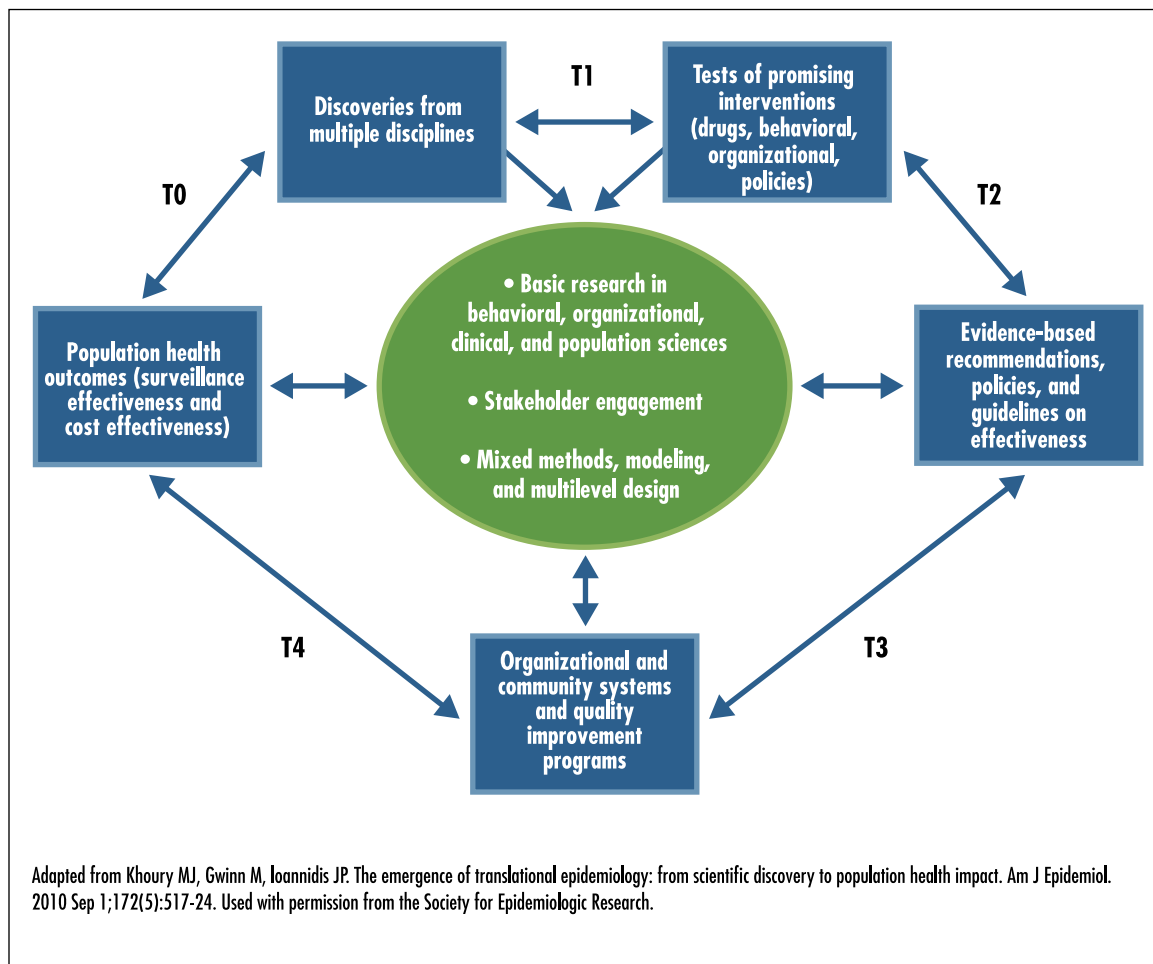 T1
Discoveries from
multiple disciplines
Tests of promising
interventions
(drugs, behavioral,
organizational,
policies)
T0
T2
• Basic research in
behavioral, organizational,
clinical, and population sciences
• Stakeholder engagement
• Mixed methods, modeling,
and multilevel design
Population health
outcomes (surveillance
effectiveness and
cost effectiveness)
Evidence-based
recommendations,
policies, and
guidelines on
effectiveness
T4
T3
Organizational and
community systems
and quality
improvement
programs
Adapted from Khoury MJ, Gwinn M, Ioannidis JP. The emergence of translational epidemiology: from scientific discovery to population health impact. Am J Epidemiol.
2010 Sep 1;172(5):517-24. Used with permission from the Society for Epidemiologic Research.